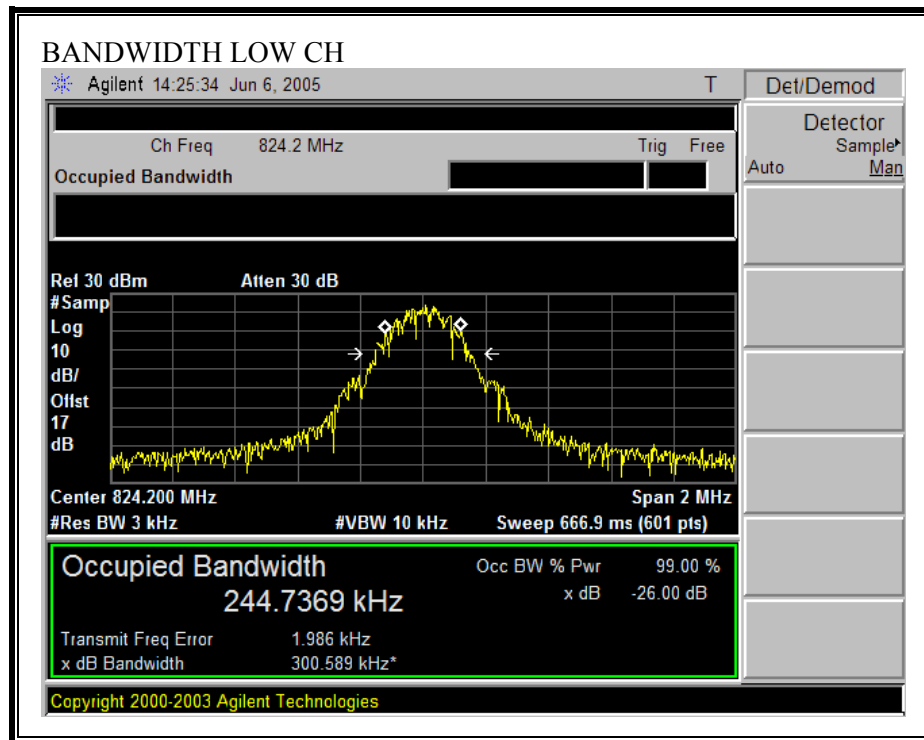 BANDWIDTH LOW CH
Agilent 14:25:34 Jun 6, 2005 T Det/Demod
Detector
Ch Freq 824.2 MHz Trig Free Sample
Auto Man
Occupied Bandwidth
Ref 30 dBm Atten 30 dB
#Samp
Log
10
dB/
Offst
17
dB
Center 824.200 MHz Span 2 MHz
#Res BW 3 kHz #VBW 10 kHz Sweep 666.9 ms (601 pts)
Occupied Bandwidth Occ BW % Pwr 99.00 %
244.7369 kHz x dB -26.00 dB
Transmit Freq Error 1.986 kHz
x dB Bandwidth 300.589 kHz*
Copyright 2000-2003 Agilent Technologies